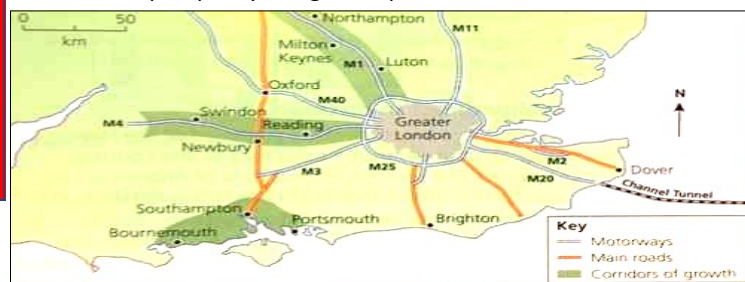 0 50
km
Northampton
M11
Milton
Keynes
M1
Luton
Oxford
M40
Swindon
M4
Reading
Greater
London
Newbury
M3
M25
M2
Dover
M20
Channel Tunnel
N
Southampton
Portsmouth
Bournemouth
Brighton
Key
Motorways
Main roads
Corridors of growth